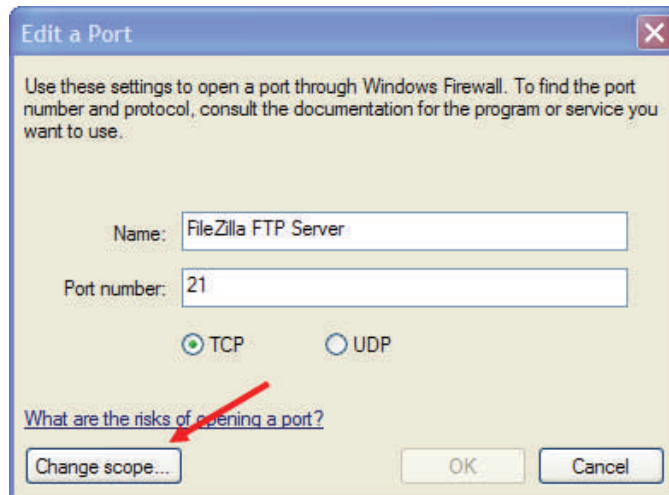 Edit a Port
Use these settings to open a port through Windows Firewall. To find the port
number and protocol, consult the documentation for the program or service you
want to use.
Name: FileZilla FTP Server
Port number: 21
TCP UDP
What are the risks of opening a port?
Change scope... OK Cancel